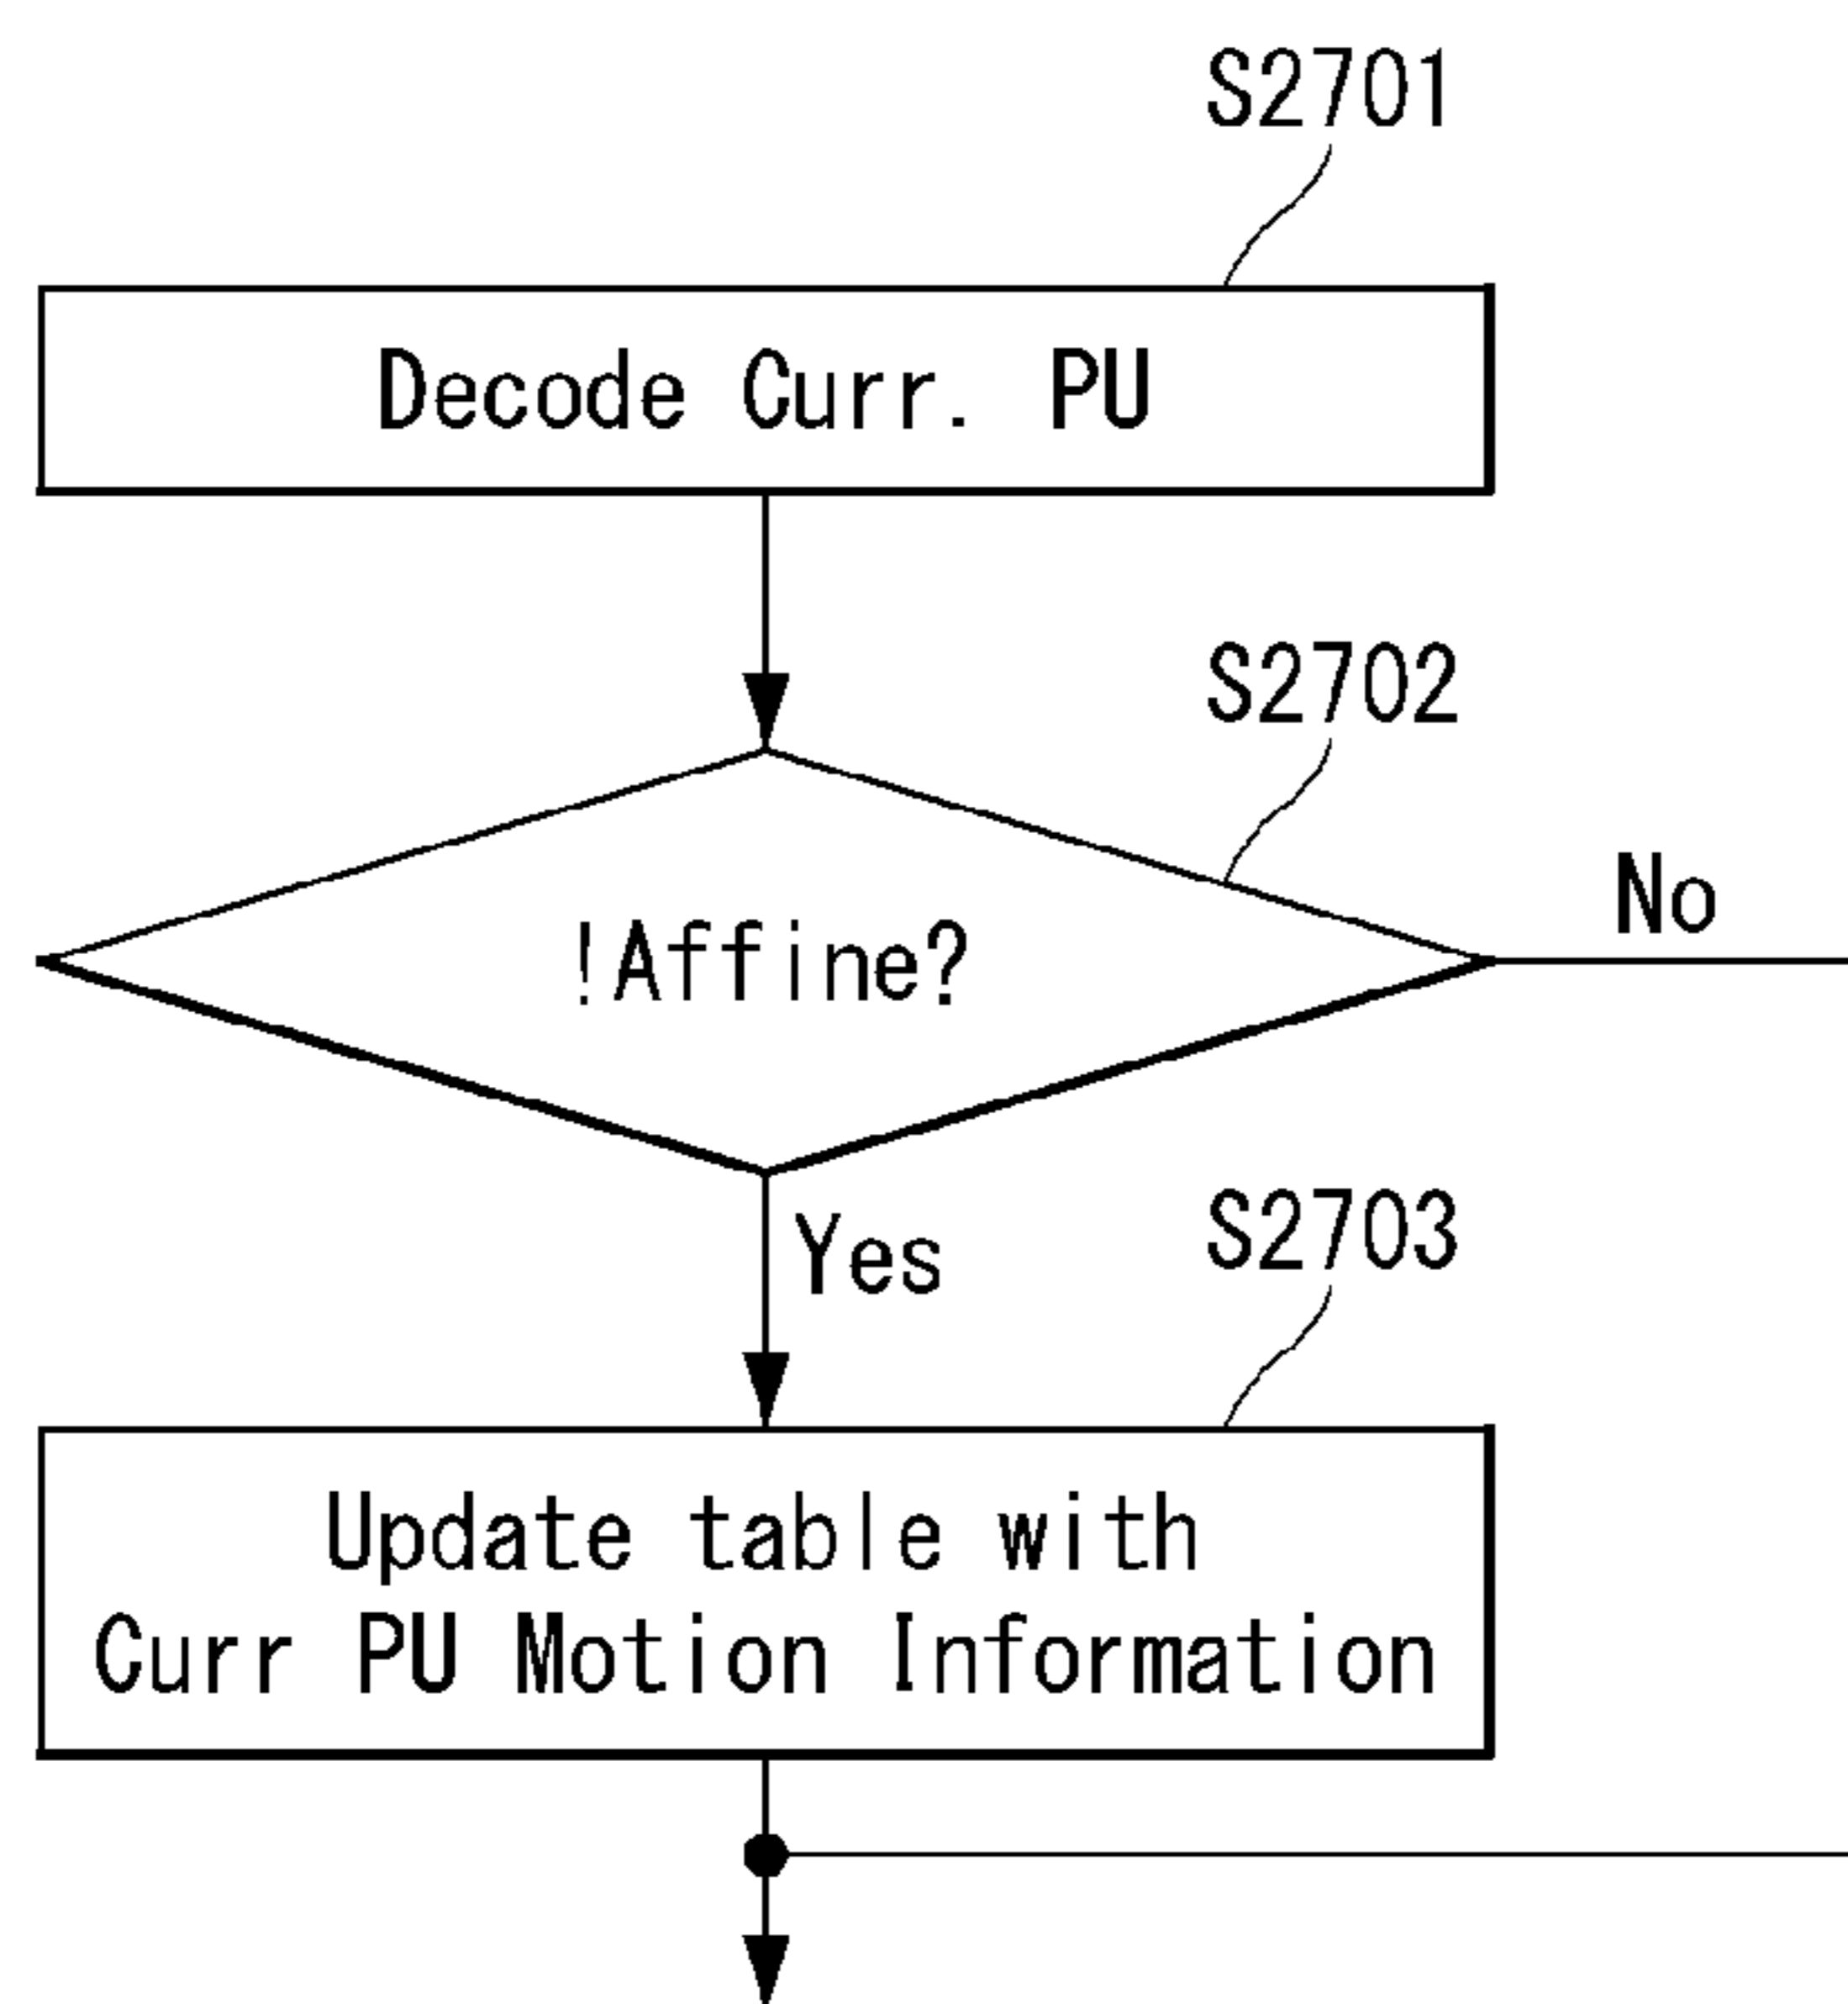 S2701
Decode Curr. PU
S2702
!Affine?
No
Yes
S2703
Update table with
Curr PU Motion Information